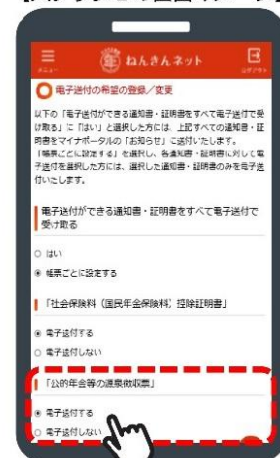 ねんきんネット
メニュー
ログアウト
電子送付の希望の登録／変更
以下の「電子送付ができる通知書・証明書をすべて電子送付で受
け取る」に「はい」と選択した方には、上記すべての通知書・証
明書をマイナポータルの「お知らせ」に送付いたします。
「帳票ごとに設定する」を選択し、各通知書・証明書に対して電
子送付を選択した方には、選択した通知書・証明書のみを電子送
付いたします。
電子送付ができる通知書・証明書をすべて電子送付で
受け取る
はい
帳票ごとに設定する
「社会保険料（国民年金保険料）控除証明書」
電子送付する
電子送付しない
「公的年金等の源泉徴収票」
電子送付する
電子送付しない